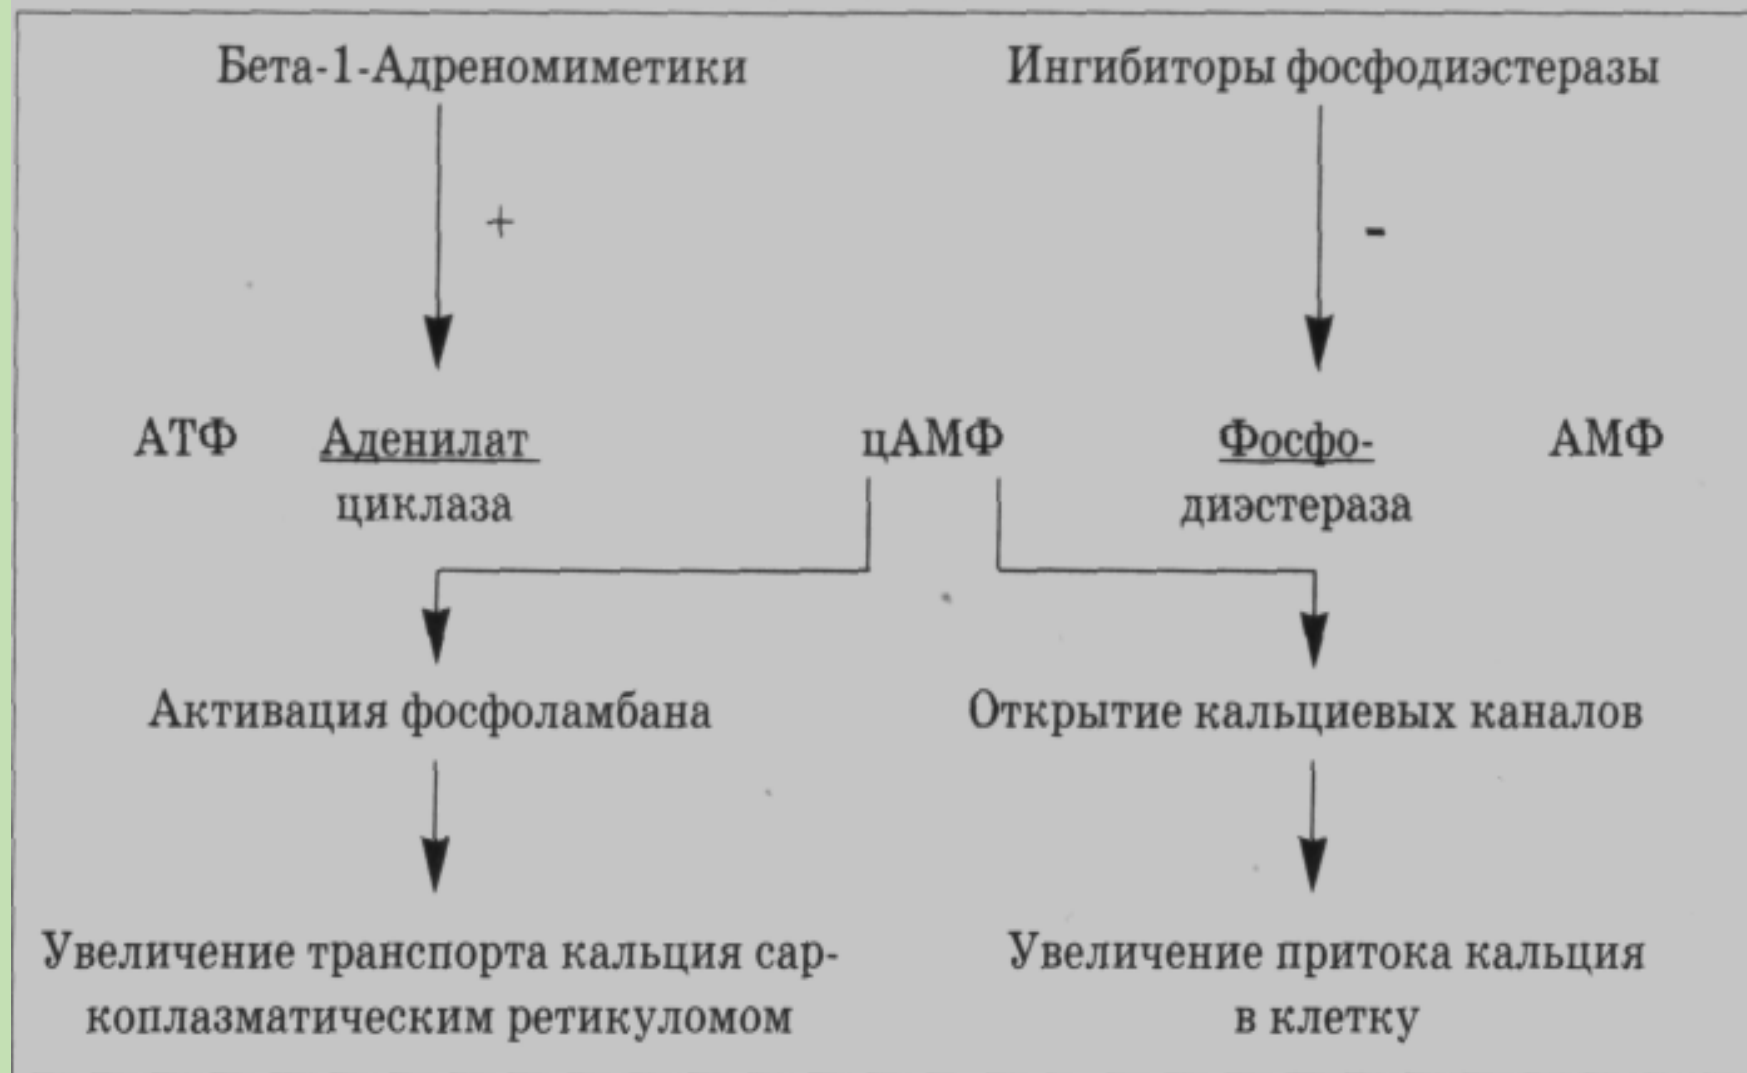 Бета-1-Адреномиметики Ингибиторы фосфодиэстеразы
+ -
АТФ Аденилат цАМФ Фосфо- АМФ
циклаза диэстераза
Активация фосфоламбана Открытие кальциевых каналов
Увеличение транспорта кальция сар- Увеличение притока кальция
коплазматическим ретикуломом в клетку